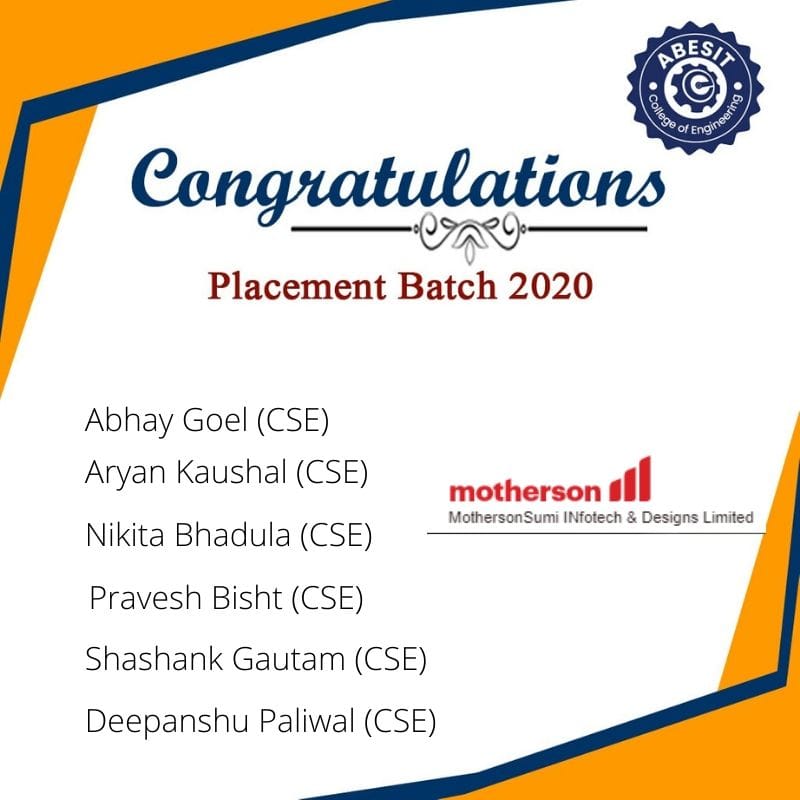 ABESIT
College of Engineering
Congratulations
Placement Batch 2020
Abhay Goel (CSE)
Aryan Kaushal (CSE)
Nikita Bhadula (CSE)
Pravesh Bisht (CSE)
Shashank Gautam (CSE)
Deepanshu Paliwal (CSE)
motherson
MothersonSumi INfotech & Designs Limited